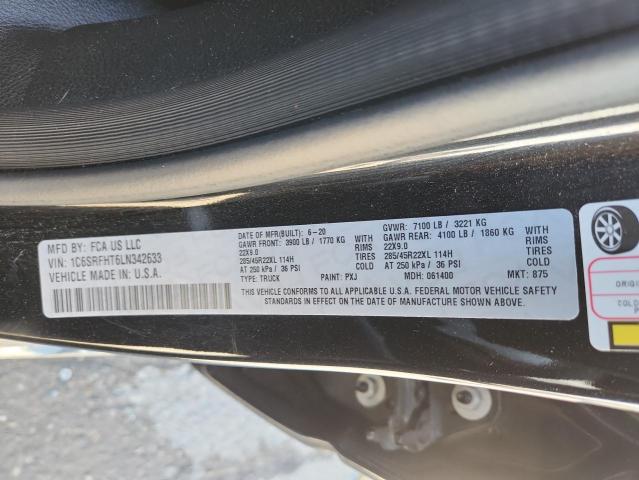 MFD BY: FCA US LLC
VIN: 1C6SRFHT6LN342633
VEHICLE MADE IN U.S.A.
DATE OF MFR(BUILT): 6-20
GAWR FRONT: 3900 LB / 1770 KG
22X9.0 TIRES
285/45R22XL 114H
AT 250 kPa / 36 PSI COLD
TYPE: TRUCK PAINT: PXJ
GVWR: 7100 LB / 3221 KG
GAWR REAR: 4100 LB / 1860 KG
22X9.0 TIRES
285/45R22XL 114H
AT 250 kPa / 36 PSI COLD
MDH: 061400 MKT: 875
THIS VEHICLE CONFORMS TO ALL APPLICABLE U.S.A. FEDERAL MOTOR VEHICLE SAFETY
STANDARDS IN EFFECT ON THE DATE OF MANUFACTURE SHOWN ABOVE.
ORIGI